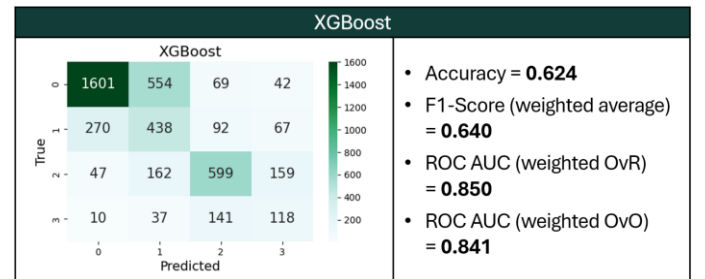 XGBoost
XGBoost
True
0
1601 554 69 42
1
270 438 92 67
2
47 162 599 159
3
10 37 141 118
0 1 2 3
Predicted
1600
1400
1200
1000
800
600
400
200
• Accuracy = 0.624
• F1-Score (weighted average)
= 0.640
• ROC AUC (weighted OvR)
= 0.850
• ROC AUC (weighted OvO)
= 0.841